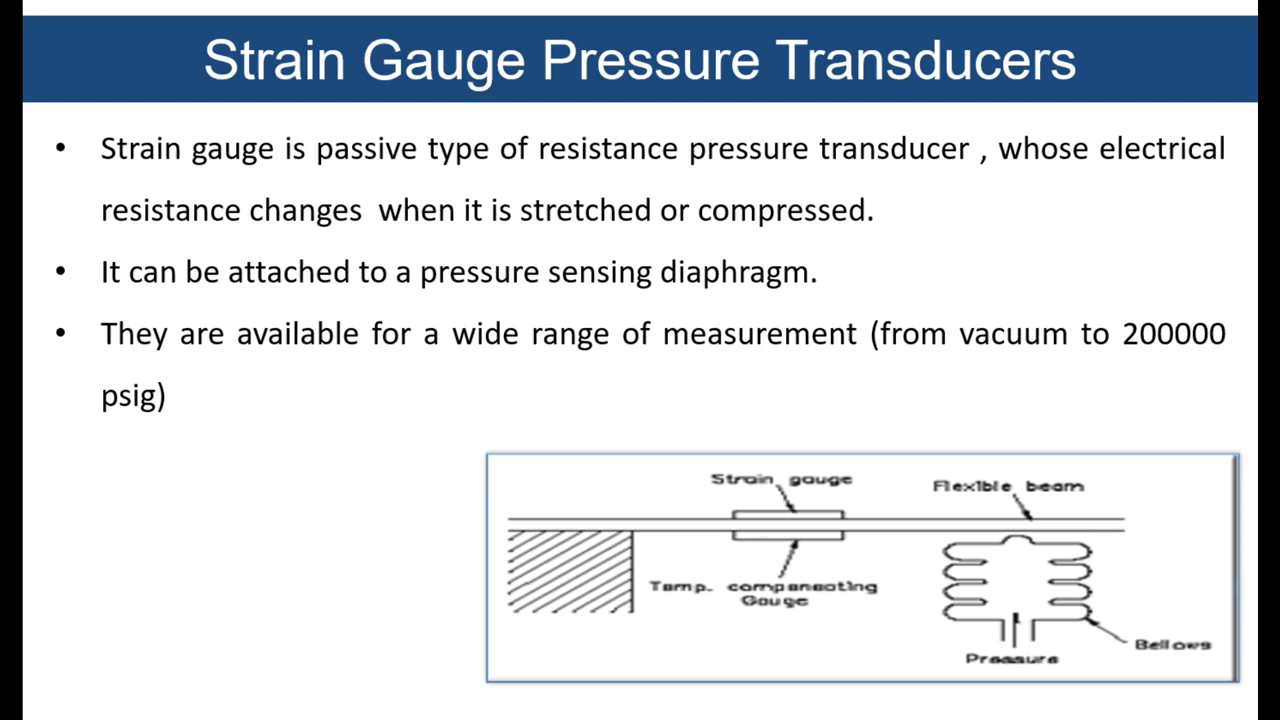 Strain Gauge Pressure Transducers
• Strain gauge is passive type of resistance pressure transducer , whose electrical
resistance changes when it is stretched or compressed.
• It can be attached to a pressure sensing diaphragm.
• They are available for a wide range of measurement (from vacuum to 200000
psig)
Strain gauge
Flexible beam
Temp. compensating
Gauge
Bellows
Pressure